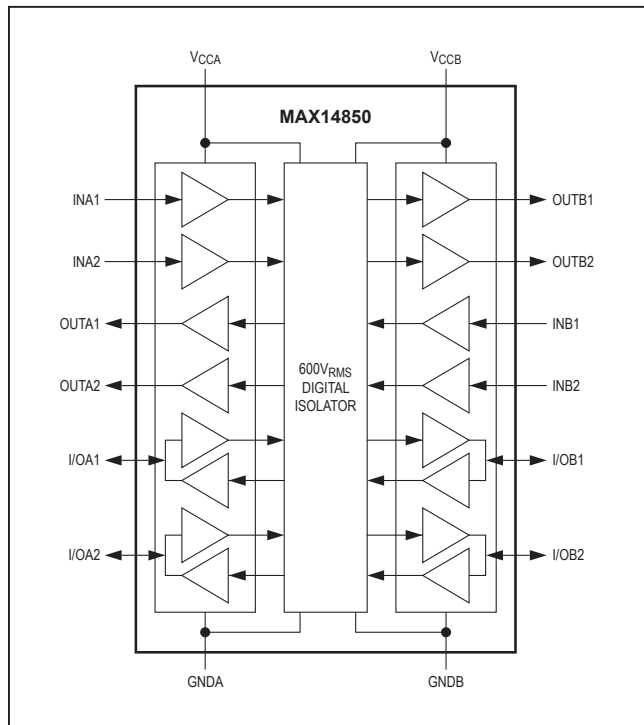 VCCA
VCCB
MAX14850
INA1
OUTB1
INA2
OUTB2
OUTA1
INB1
600VRMS
DIGITAL
ISOLATOR
OUTA2
INB2
I/OA1
I/OB1
I/OA2
I/OB2
GNDA
GNDB